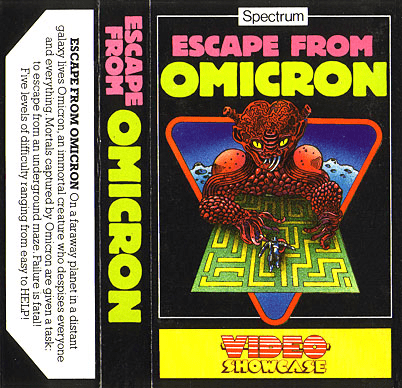 ESCAPE FROM OMICRON On a faraway planet in a distant
galaxy lives Omicron, an immortal creature who despises everyone
and everything. Mortals captured by Omicron are given a task:
to escape from an underground maze. Failure is fatal!
Five levels of difficulty ranging from easy to HELP!
ESCAPE
FROM
OMICRON
Spectrum
ESCAPE FROM
OMICRON
VIDEO
SHOWCASE